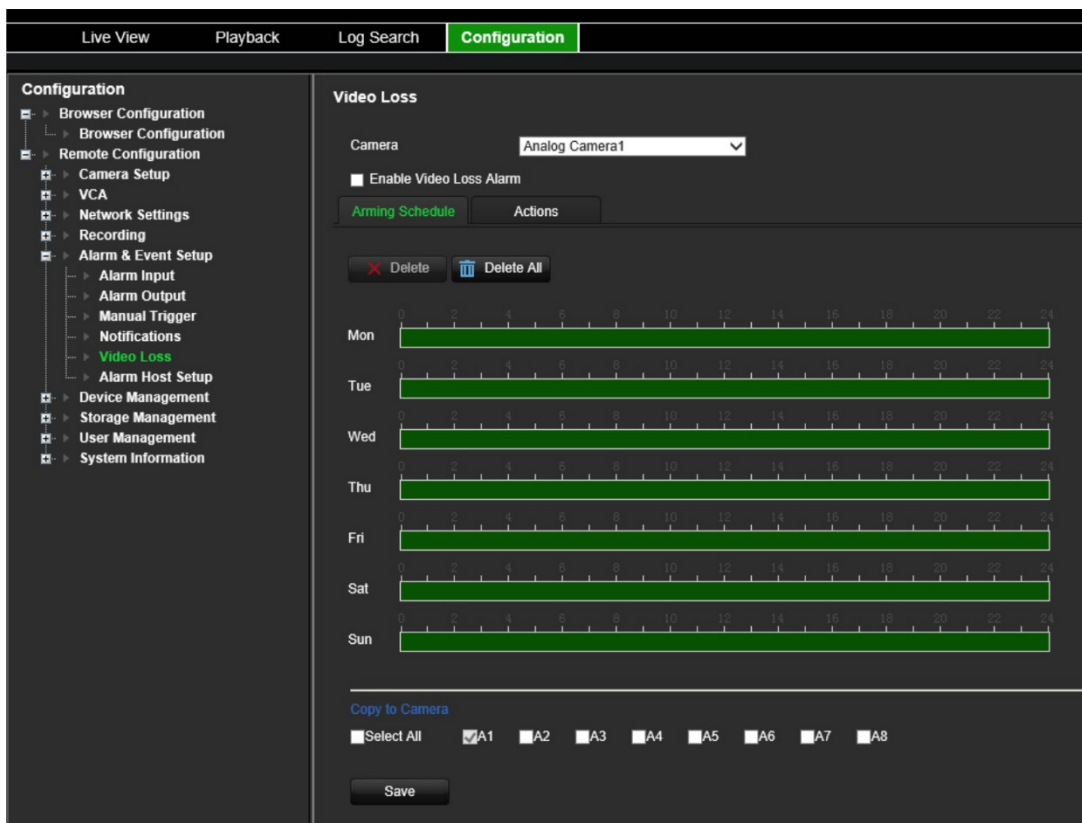 Live View Playback Log Search Configuration
Configuration
Browser Configuration
Browser Configuration
Remote Configuration
Camera Setup
VCA
Network Settings
Recording
Alarm & Event Setup
Alarm Input
Alarm Output
Manual Trigger
Notifications
Video Loss
Alarm Host Setup
Device Management
Storage Management
User Management
System Information
Video Loss
Camera Analog Camera1
Enable Video Loss Alarm
Arming Schedule Actions
Delete Delete All
0 2 4 6 8 10 12 14 16 18 20 22 24
Mon
0 2 4 6 8 10 12 14 16 18 20 22 24
Tue
0 2 4 6 8 10 12 14 16 18 20 22 24
Wed
0 2 4 6 8 10 12 14 16 18 20 22 24
Thu
0 2 4 6 8 10 12 14 16 18 20 22 24
Fri
0 2 4 6 8 10 12 14 16 18 20 22 24
Sat
0 2 4 6 8 10 12 14 16 18 20 22 24
Sun
Copy to Camera
Select All A1 A2 A3 A4 A5 A6 A7 A8
Save